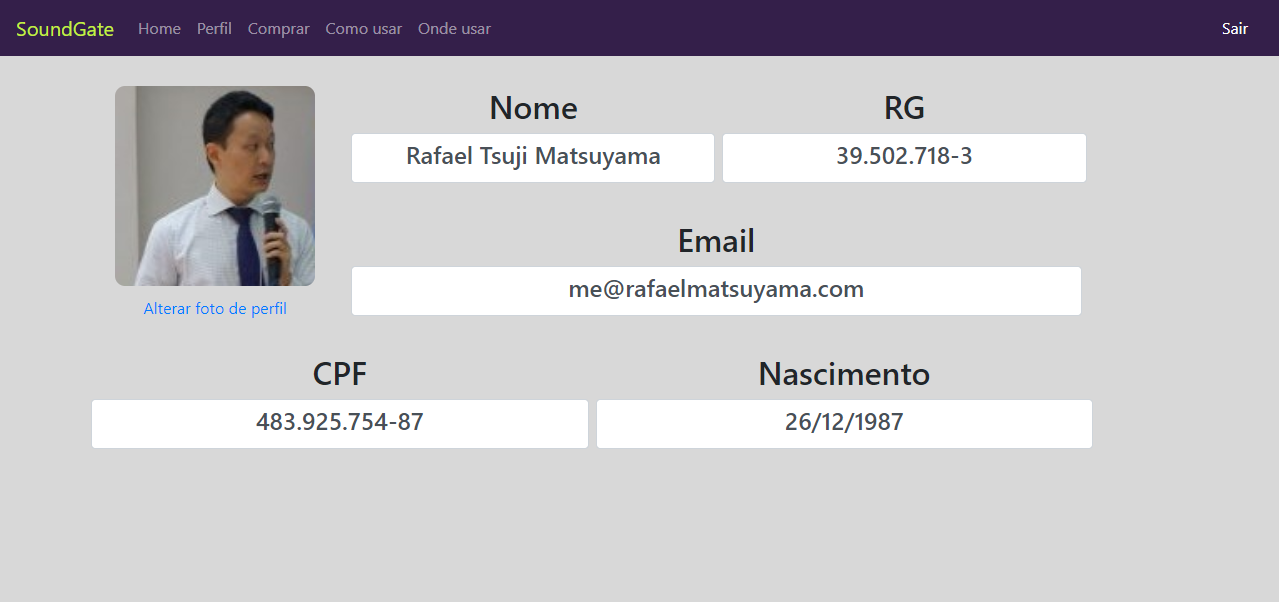 SoundGate Home Perfil Comprar Como usar Onde usar Sair
Nome RG
Rafael Tsuji Matsuyama 39.502.718-3
Email
me@rafaelmatsuyama.com
Alterar foto de perfil
CPF Nascimento
483.925.754-87 26/12/1987